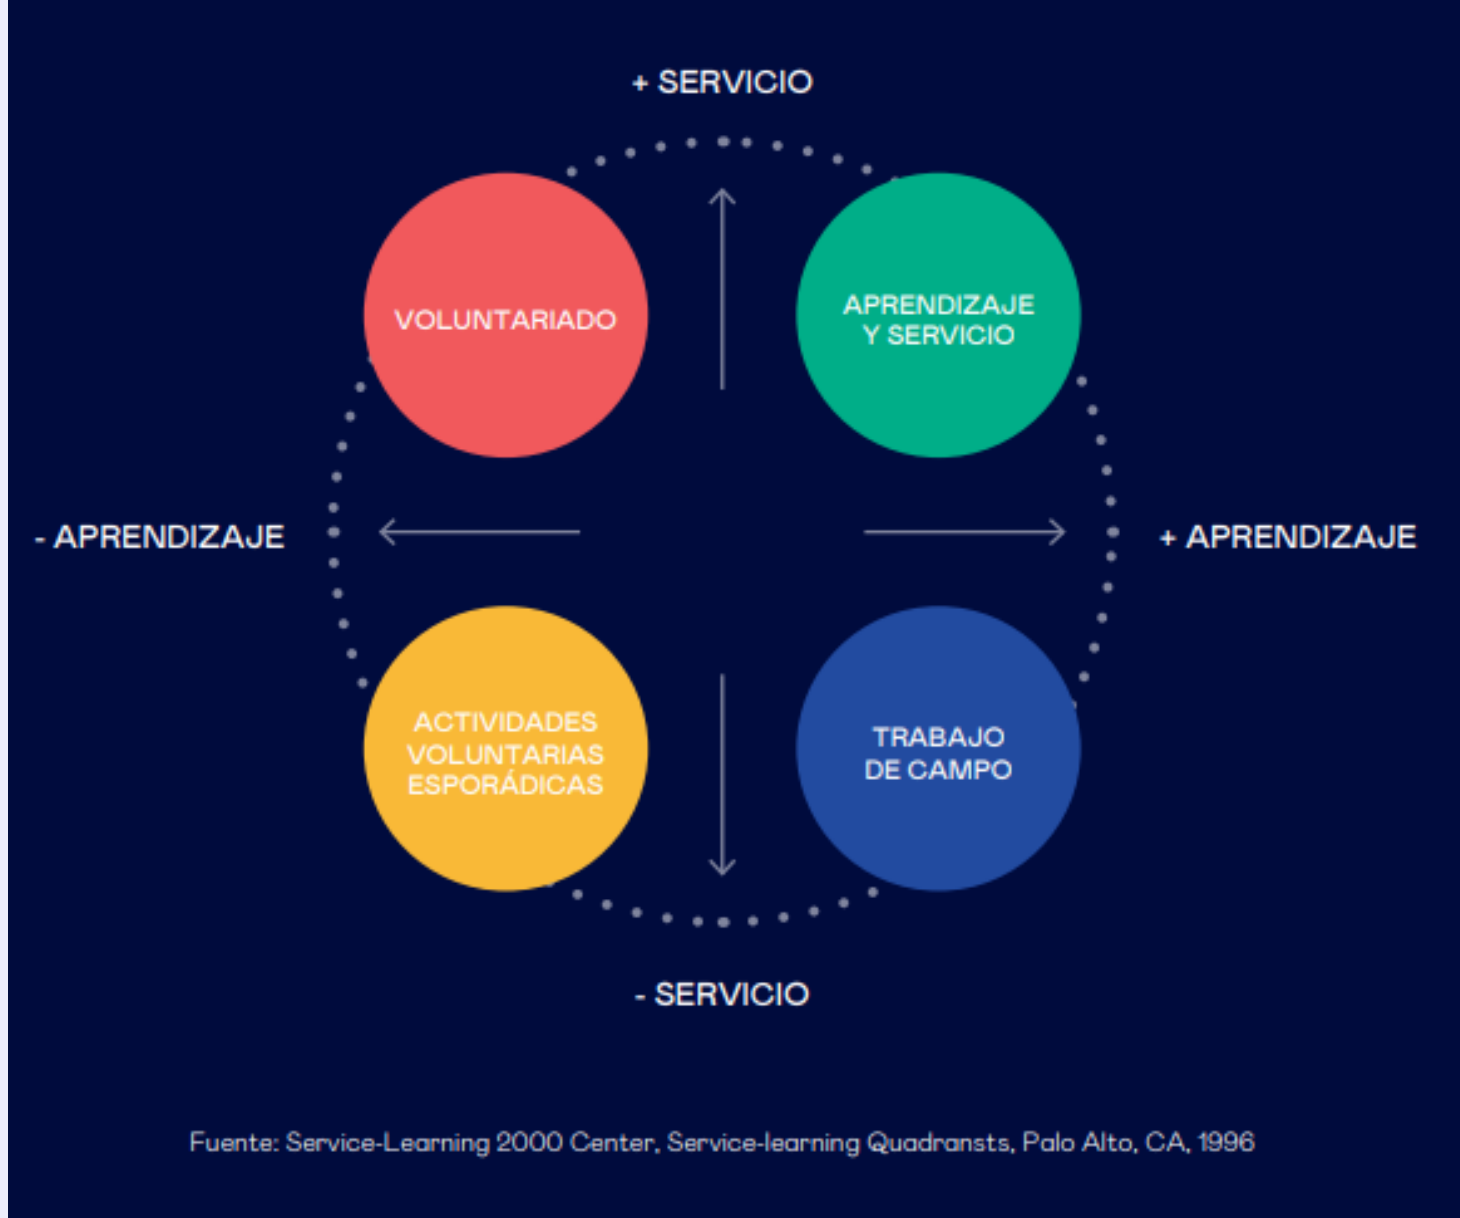 + SERVICIO
VOLUNTARIADO
APRENDIZAJE
Y SERVICIO
- APRENDIZAJE
+ APRENDIZAJE
ACTIVIDADES
VOLUNTARIAS
ESPORÁDICAS
TRABAJO
DE CAMPO
- SERVICIO
Fuente: Service-Learning 2000 Center, Service-learning Quadransts, Palo Alto, CA, 1996